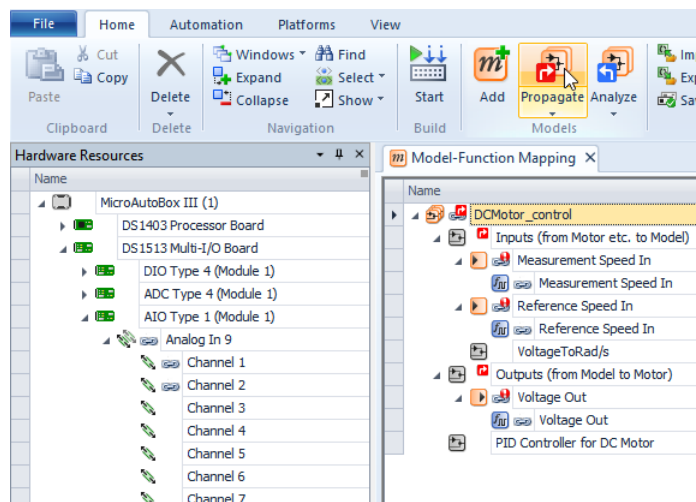 File Home Automation Platforms View
Cut Windows Find Im
Copy Expand Select Exp
Paste Delete Collapse Show Start Add Propagate Analyze Sav
Clipboard Delete Navigation Build Models
Hardware Resources
Name
MicroAutoBox III (1)
DS1403 Processor Board
DS1513 Multi-I/O Board
DIO Type 4 (Module 1)
ADC Type 4 (Module 1)
AIO Type 1 (Module 1)
Analog In 9
Channel 1
Channel 2
Channel 3
Channel 4
Channel 5
Channel 6
Channel 7
Model-Function Mapping
Name
DCMotor_control
Inputs (from Motor etc. to Model)
Measurement Speed In
Measurement Speed In
Reference Speed In
Reference Speed In
VoltageToRad/s
Outputs (from Model to Motor)
Voltage Out
Voltage Out
PID Controller for DC Motor